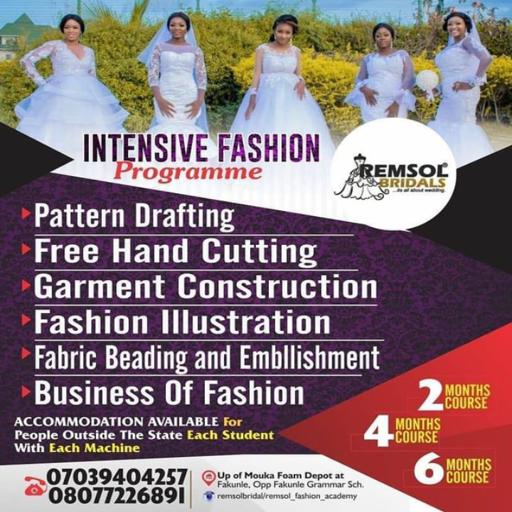 INTENSIVE FASHION
Programme
REMSOL®
BRIDALS
...its all about wedding.
Pattern Drafting
Free Hand Cutting
Garment Construction
Fashion Illustration
Fabric Beading and Embllishment
Business Of Fashion
2 MONTHS COURSE
4 MONTHS COURSE
6 MONTHS COURSE
ACCOMMODATION AVAILABLE For
People Outside The State Each Student
With Each Machine
07039404257
08077226891
Up of Mouka Foam Depot at
Fakunle, Opp Fakunle Grammar Sch.
remsolbridal/remsol_fashion_academy